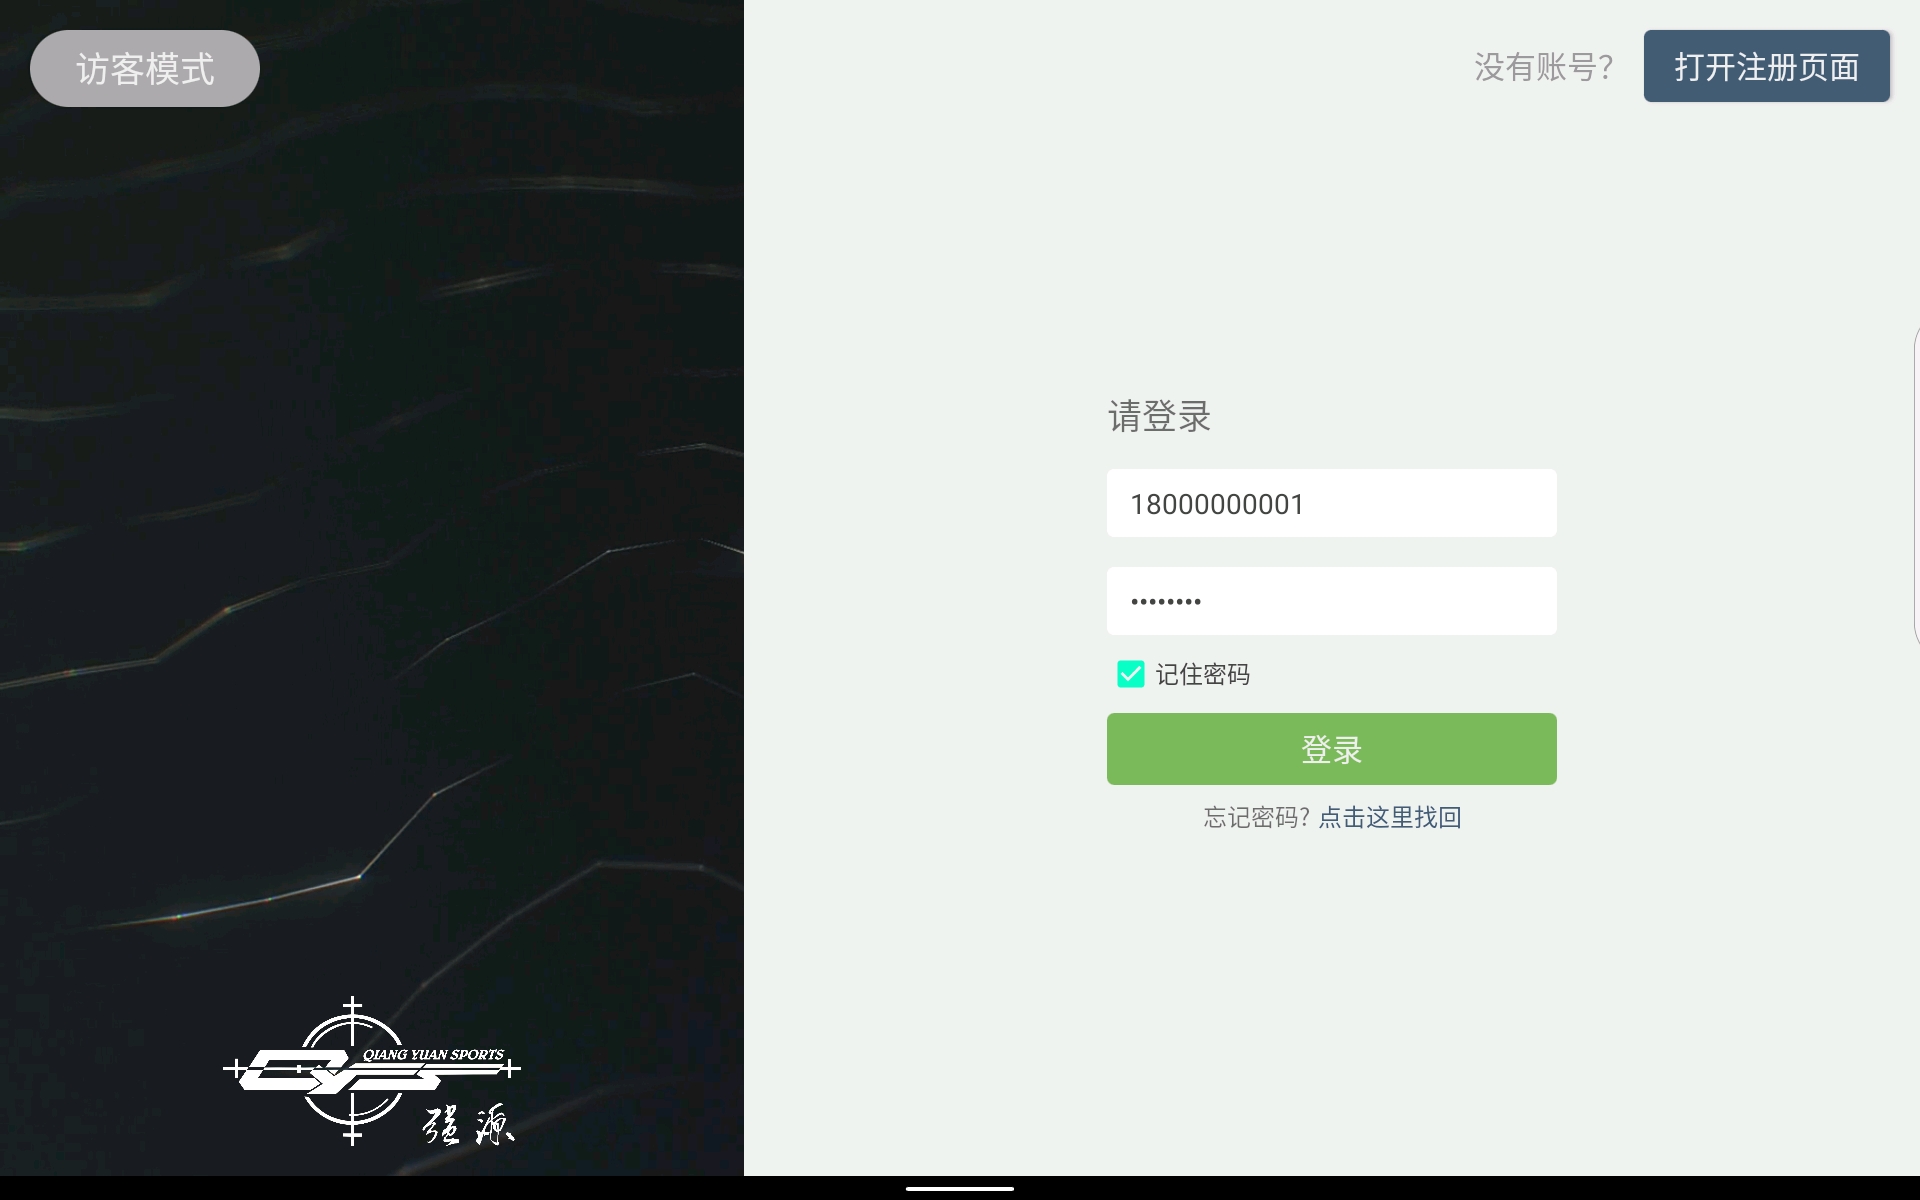 访客模式
没有账号?
打开注册页面
请登录
18000000001
••••••••
记住密码
登录
忘记密码? 点击这里找回
QIANG YUAN SPORTS
强源